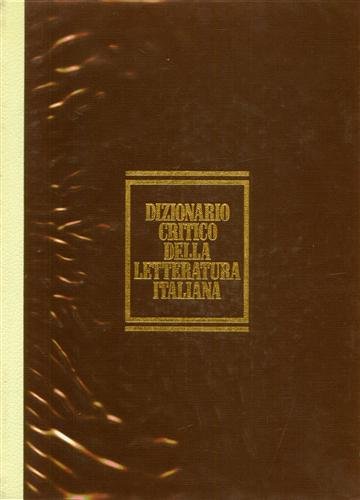 DIZIONARIO
CRITICO
DELLA
LETTERATURA
ITALIANA